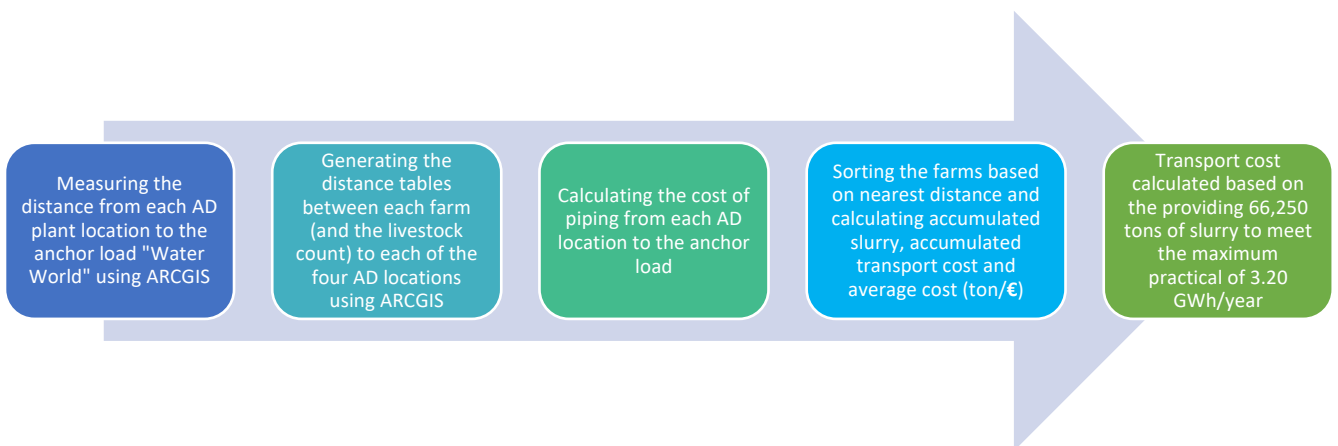 Measuring the
distance from each AD
plant location to the
anchor load "Water
World" using ARCGIS
Generating the
distance tables
between each farm
(and the livestock
count) to each of the
four AD locations
using ARCGIS
Calculating the cost of
piping from each AD
location to the anchor
load
Sorting the farms based
on nearest distance and
calculating accumulated
slurry, accumulated
transport cost and
average cost (ton/€)
Transport cost
calculated based on
the providing 66,250
tons of slurry to meet
the maximum
practical of 3.20
GWh/year